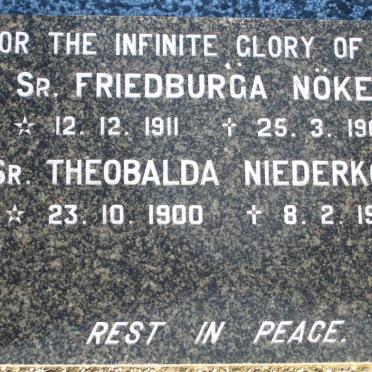 OR THE INFINITE GLORY OF
SR. FRIEDBURGA NÖKE
☆ 12. 12. 1911 ✝ 25. 3. 19
SR. THEOBALDA NIEDERK
☆ 23. 10. 1900 ✝ 8. 2. 1
REST IN PEACE.